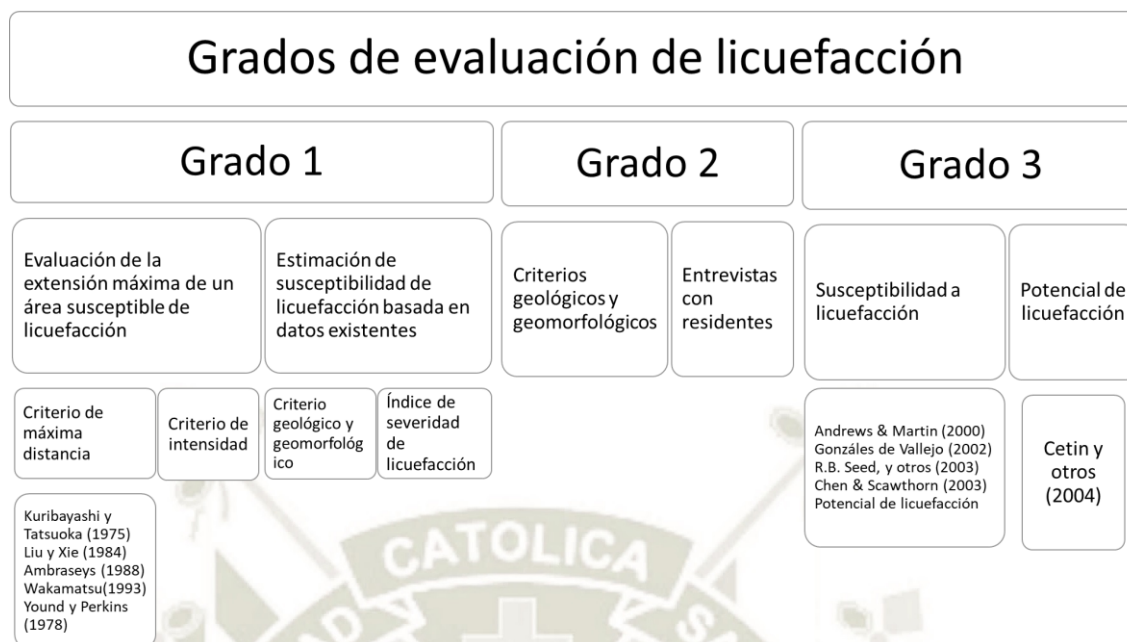 Grados de evaluación de licuefacción
Grado 1
Grado 2
Grado 3
Evaluación de la
extensión máxima de un
área susceptible de
licuefacción
Estimación de
susceptibilidad de
licuefacción basada en
datos existentes
Criterios
geológicos y
geomorfológicos
Entrevistas
con
residentes
Susceptibilidad a
licuefacción
Potencial de
licuefacción
Criterio de
máxima
distancia
Criterio de
intensidad
Criterio
geológico y
geomorfológ
ico
Índice de
severidad
de
licuefacción
Andrews & Martin (2000)
Gonzáles de Vallejo (2002)
R.B. Seed, y otros (2003)
Chen & Scawthorn (2003)
Potencial de licuefacción
Cetin y
otros
(2004)
Kuribayashi y
Tatsuoka (1975)
Liu y Xie (1984)
Ambraseys (1988)
Wakamatsu(1993)
Yound y Perkins
(1978)
CATOLICA